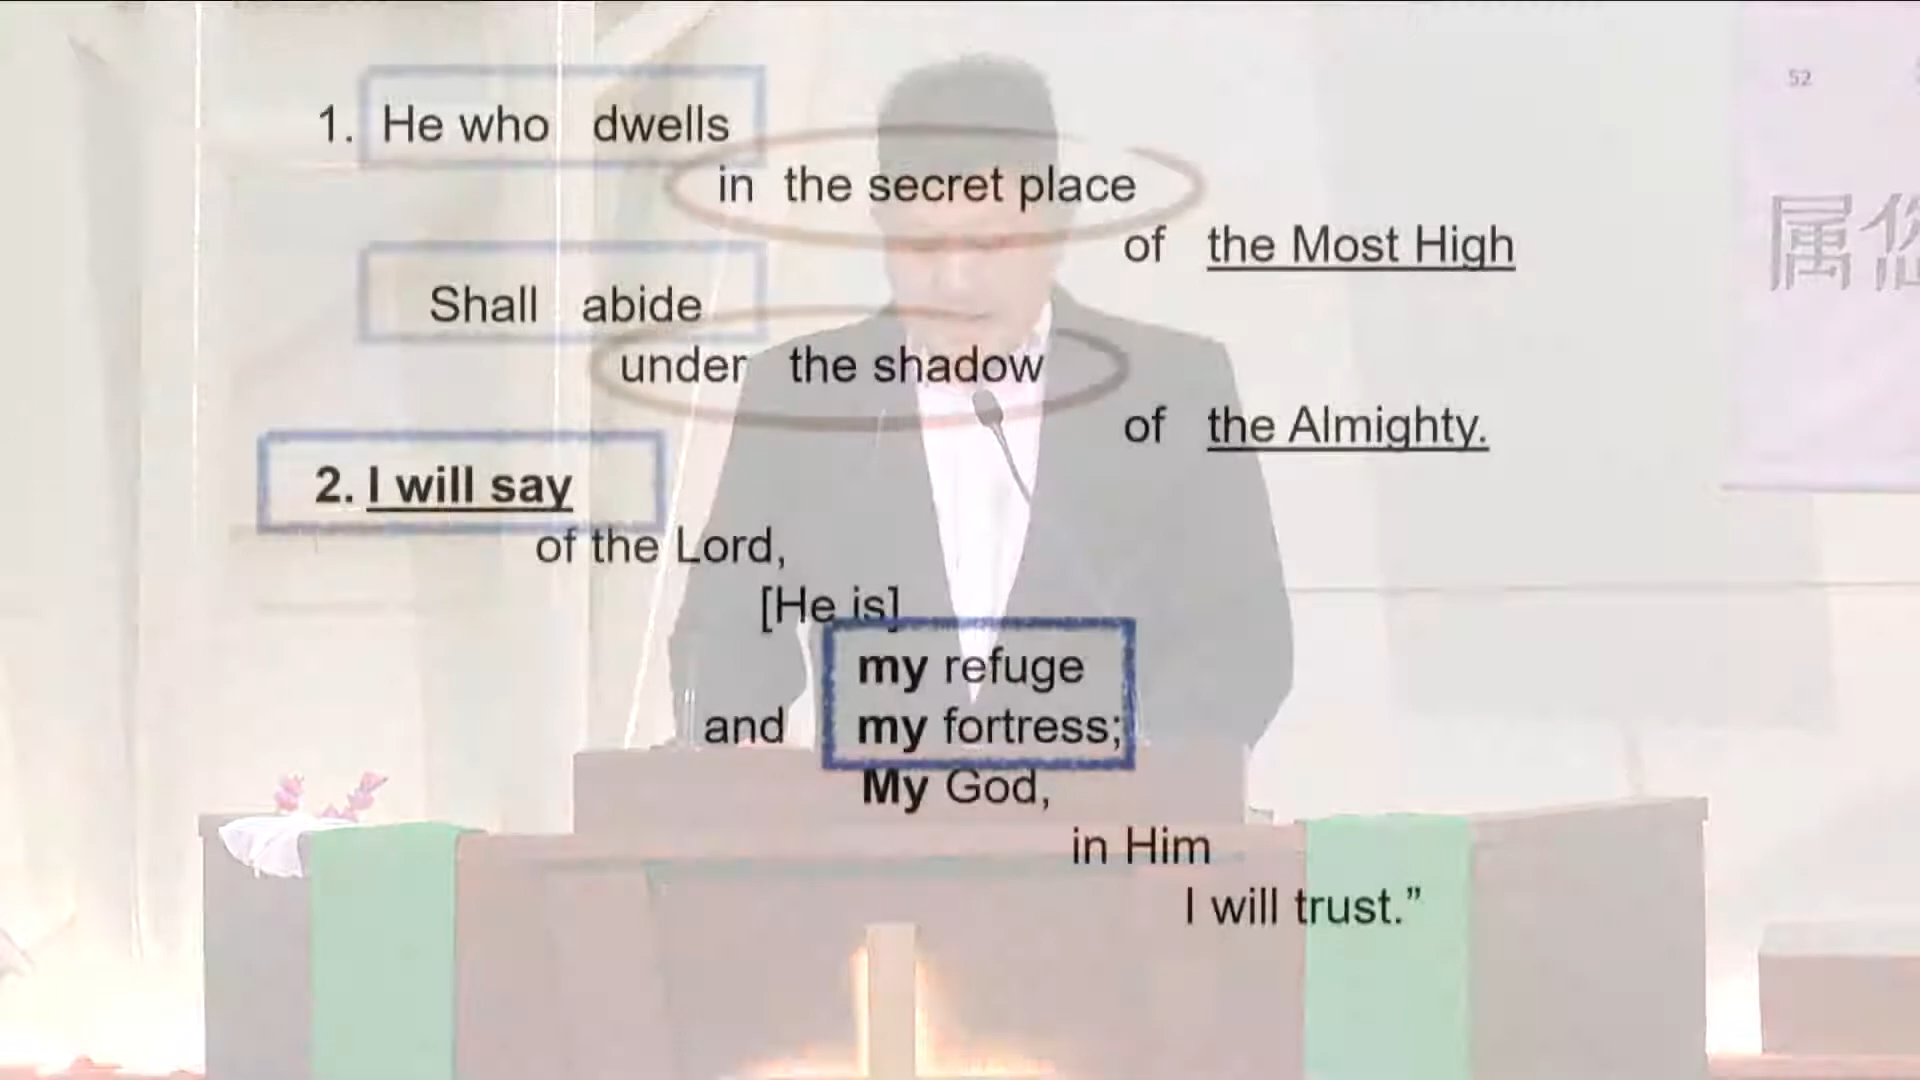 1. He who dwells
in the secret place
of the Most High
Shall abide
under the shadow
of the Almighty.
2. I will say
of the Lord,
[He is]
my refuge
and my fortress;
My God,
in Him
I will trust.”
52
属您